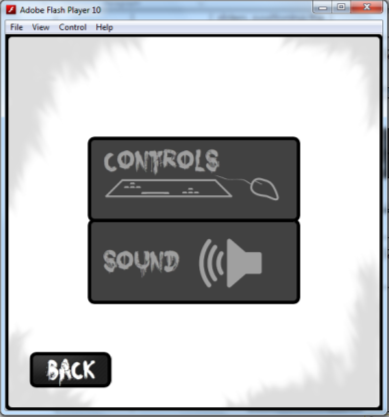 Adobe Flash Player 10
File View Control Help
CONTROLS
SOUND
BACK